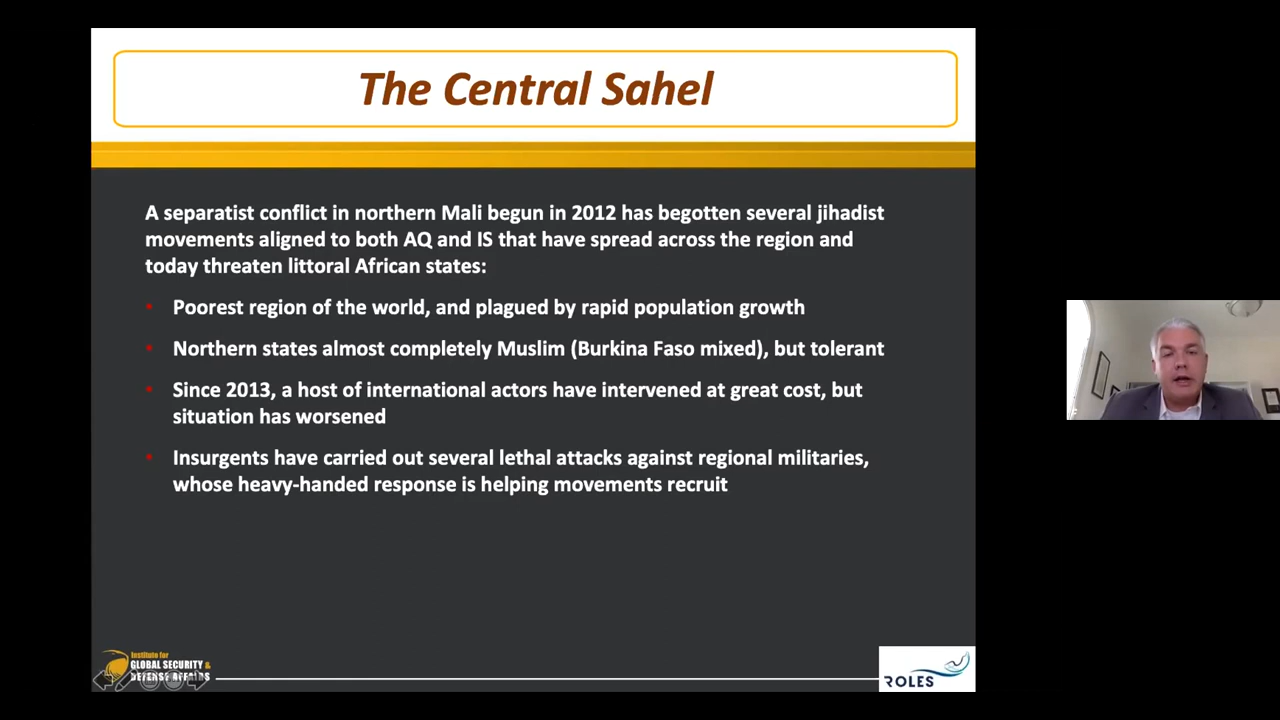 The Central Sahel
A separatist conflict in northern Mali begun in 2012 has begotten several jihadist
movements aligned to both AQ and IS that have spread across the region and
today threaten littoral African states:
• Poorest region of the world, and plagued by rapid population growth
• Northern states almost completely Muslim (Burkina Faso mixed), but tolerant
• Since 2013, a host of international actors have intervened at great cost, but
situation has worsened
• Insurgents have carried out several lethal attacks against regional militaries,
whose heavy-handed response is helping movements recruit
Institute for
GLOBAL SECURITY &
DEFENSE AFFAIRS
ROLES